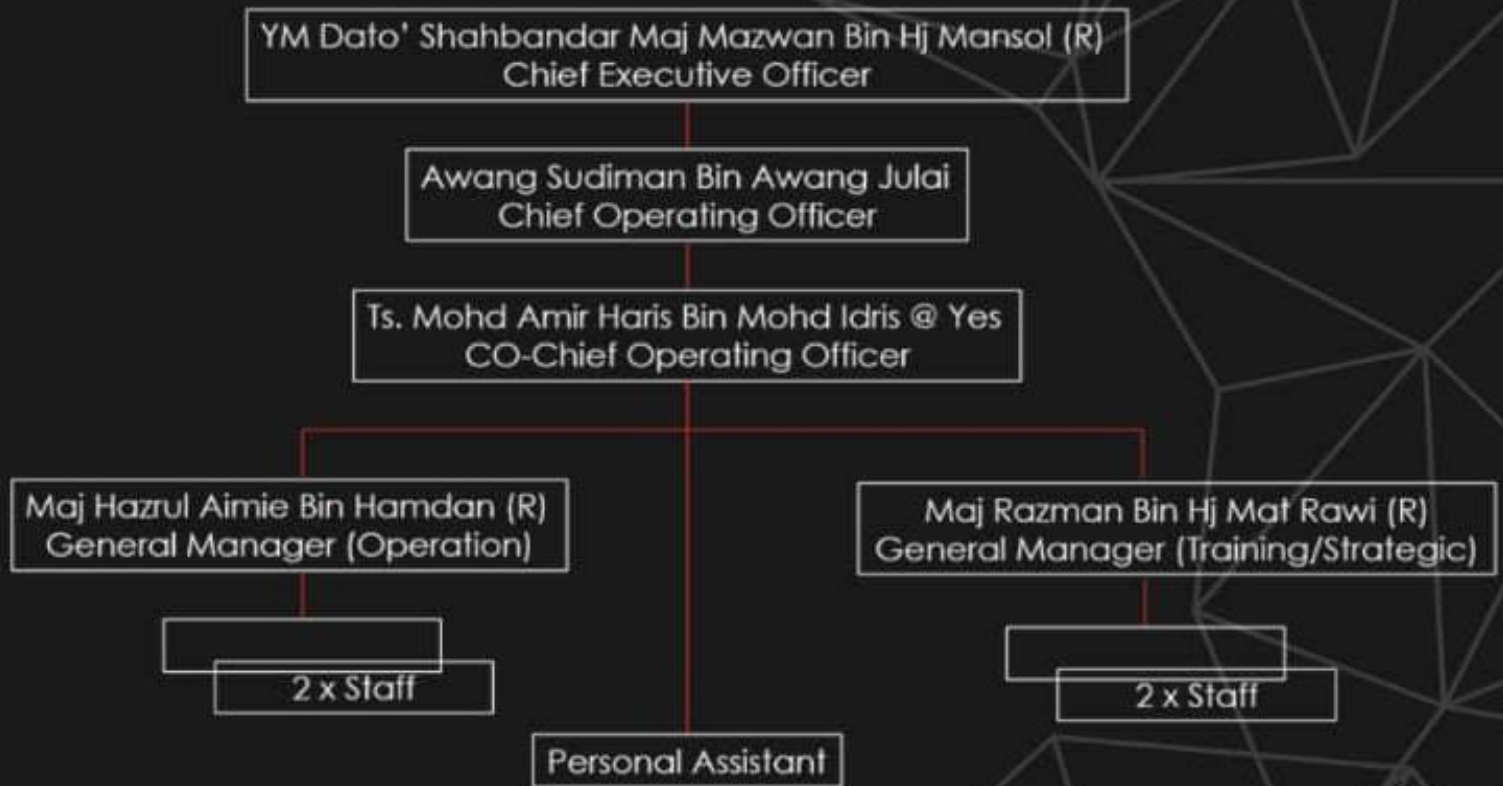 YM Dato' Shahbandar Maj Mazwan Bin Hj Mansol (R)
Chief Executive Officer
Awang Sudiman Bin Awang Julai
Chief Operating Officer
Ts. Mohd Amir Haris Bin Mohd Idris @ Yes
CO-Chief Operating Officer
Maj Hazrul Aimie Bin Hamdan (R)
General Manager (Operation)
Maj Razman Bin Hj Mat Rawi (R)
General Manager (Training/Strategic)
2 x Staff
2 x Staff
Personal Assistant